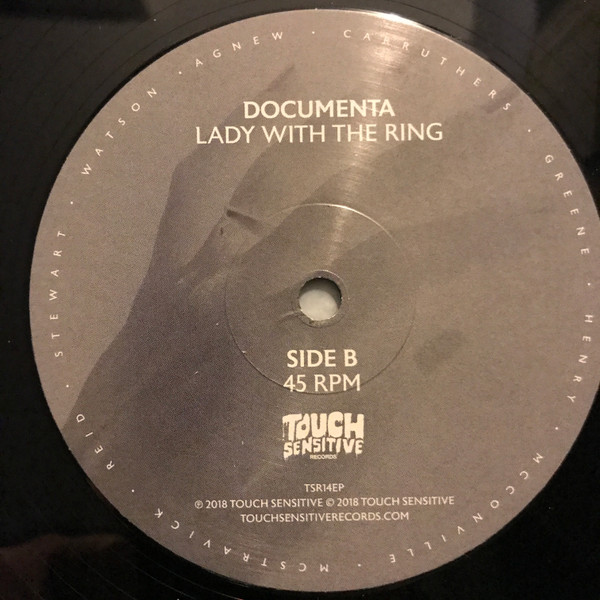 AGNEW · CARRUTHERS · GREENE · HENRY · MCCONVILLE · MCSTRAVICK · REID · STEWART · WATSON ·
DOCUMENTA
LADY WITH THE RING
SIDE B
45 RPM
TOUCH
SENSITIVE
RECORDS
TSR14EP
℗ 2018 TOUCH SENSITIVE © 2018 TOUCH SENSITIVE
TOUCHSENSITIVERECORDS.COM